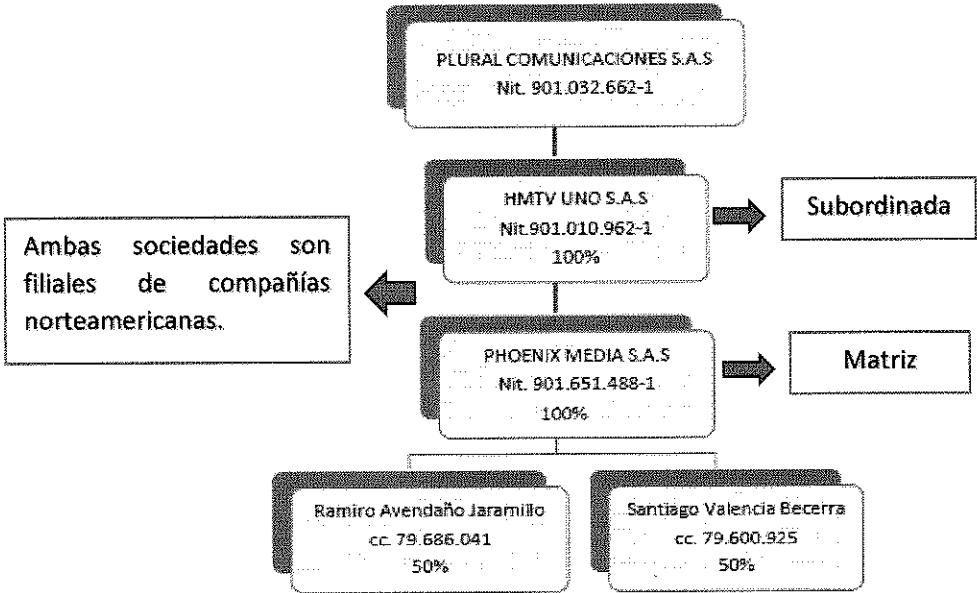 PLURAL COMUNICACIONES S.A.S
Nit. 901.032.662-1
HMTV UNO S.A.S
Nit.901.010.962-1
100%
Subordinada
Ambas sociedades son
filiales de compañías
norteamericanas.
PHOENIX MEDIA S.A.S
Nit. 901.651.488-1
100%
Matriz
Ramiro Avendaño Jaramillo
cc. 79.686.041
50%
Santiago Valencia Becerra
cc. 79.600.925
50%